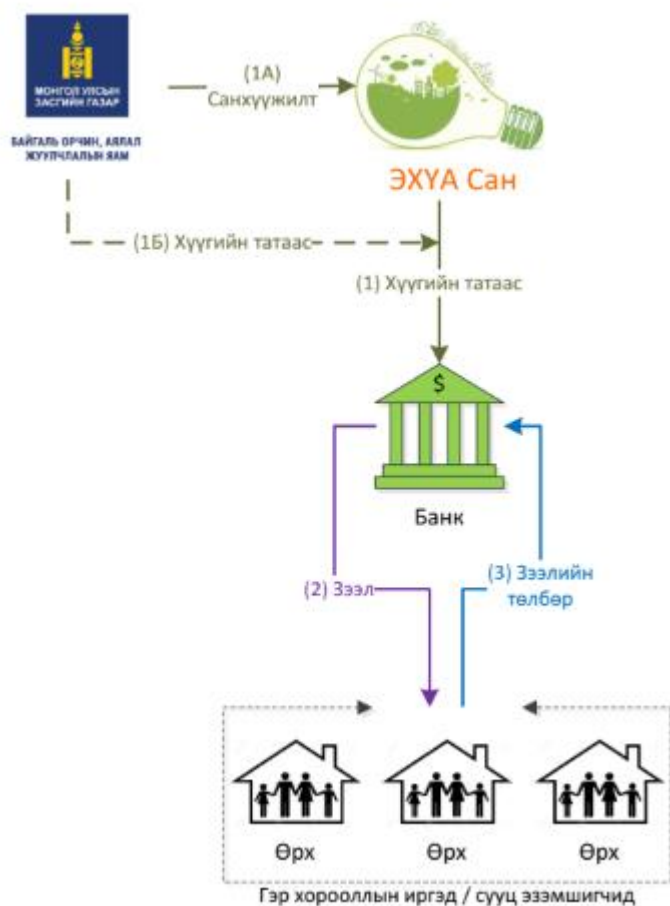 МОНГОЛ УЛСЫН
ЗАСГИЙН ГАЗАР
БАЙГАЛЬ ОРЧИН, АЯЛАЛ
ЖУУЛЧЛАЛЫН ЯАМ
(1А)
Санхүүжилт
ЭХҮА Сан
(1Б) Хүүгийн татаас
(1) Хүүгийн татаас
$
Банк
(2) Зээл
(3) Зээлийн
төлбөр
Өрх
Өрх
Өрх
Гэр хорооллын иргэд / сууц эзэмшигчид